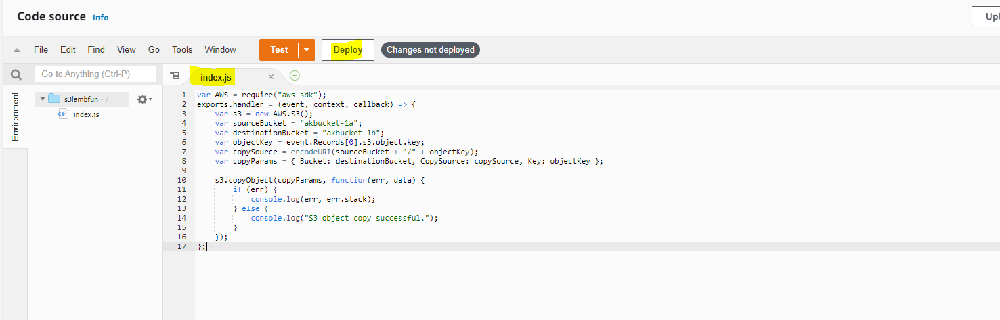 Code source Info
Upl
File Edit Find View Go Tools Window Test Deploy Changes not deployed
Go to Anything (Ctrl-P)
index.js
Environment
s3lambfun - /
index.js
1 var AWS = require("aws-sdk");
2 exports.handler = (event, context, callback) => {
3 var s3 = new AWS.S3();
4 var sourceBucket = "akbucket-1a";
5 var destinationBucket = "akbucket-1b";
6 var objectKey = event.Records[0].s3.object.key;
7 var copySource = encodeURI(sourceBucket + "/" + objectKey);
8 var copyParams = { Bucket: destinationBucket, CopySource: copySource, Key: objectKey };
9
10 s3.copyObject(copyParams, function(err, data) {
11 if (err) {
12 console.log(err, err.stack);
13 } else {
14 console.log("S3 object copy successful.");
15 }
16 });
17 };